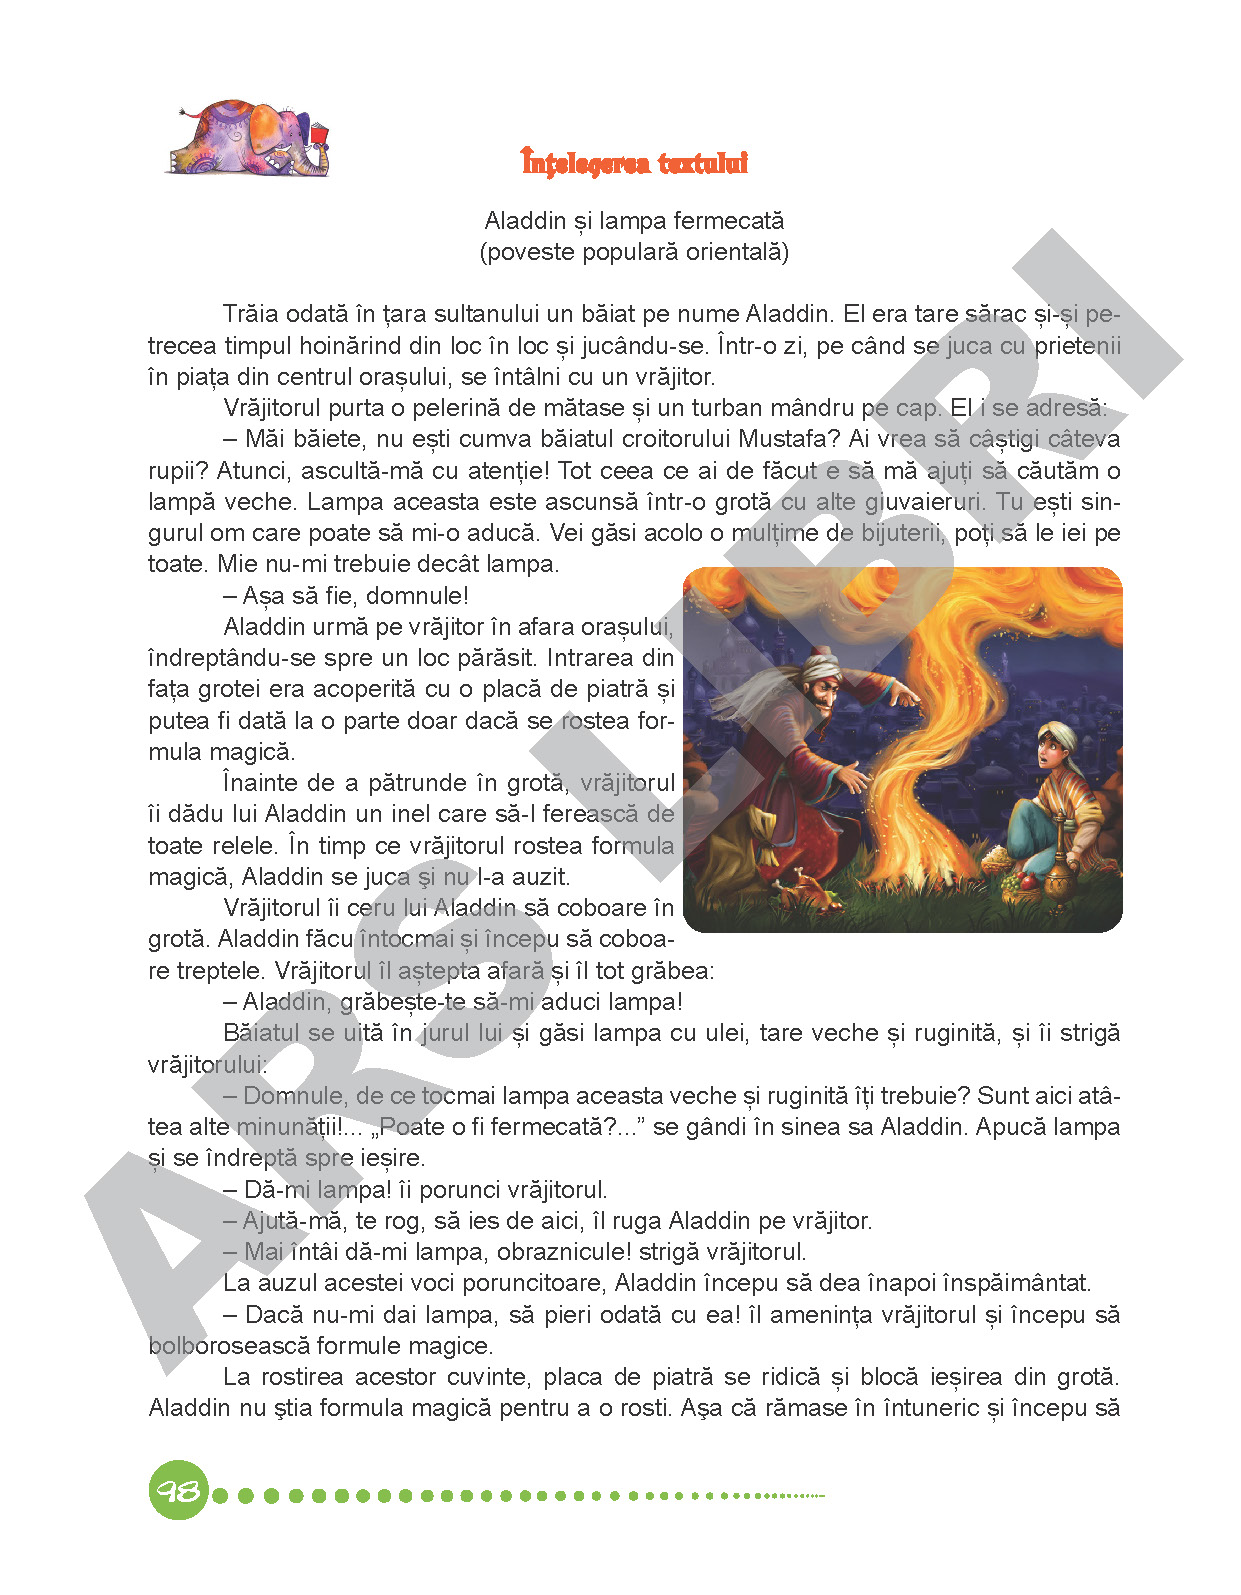 Înțelegerea textului
Aladdin și lampa fermecată
(poveste populară orientală)
Trăia odată în țara sultanului un băiat pe nume Aladdin. El era tare sărac și-și pe-
trecea timpul hoinărind din loc în loc și jucându-se. Într-o zi, pe când se juca cu prietenii
în piața din centrul orașului, se întâlni cu un vrăjitor.
Vrăjitorul purta o pelerină de mătase și un turban mândru pe cap. El i se adresă:
– Măi băiete, nu ești cumva băiatul croitorului Mustafa? Ai vrea să câștigi câteva
rupii? Atunci, ascultă-mă cu atenție! Tot ceea ce ai de făcut e să mă ajuți să căutăm o
lampă veche. Lampa aceasta este ascunsă într-o grotă cu alte giuvaieruri. Tu ești sin-
gurul om care poate să mi-o aducă. Vei găsi acolo o mulțime de bijuterii, poți să le iei pe
toate. Mie nu-mi trebuie decât lampa.
– Așa să fie, domnule!
Aladdin urmă pe vrăjitor în afara orașului,
îndreptându-se spre un loc părăsit. Intrarea din
fața grotei era acoperită cu o placă de piatră și
putea fi dată la o parte doar dacă se rostea for-
mula magică.
Înainte de a pătrunde în grotă, vrăjitorul
îi dădu lui Aladdin un inel care să-l ferească de
toate relele. În timp ce vrăjitorul rostea formula
magică, Aladdin se juca şi nu l-a auzit.
Vrăjitorul îi ceru lui Aladdin să coboare în
grotă. Aladdin făcu întocmai și începu să coboa-
re treptele. Vrăjitorul îl aștepta afară și îl tot grăbea:
– Aladdin, grăbește-te să-mi aduci lampa!
Băiatul se uită în jurul lui și găsi lampa cu ulei, tare veche și ruginită, și îi strigă
vrăjitorului:
– Domnule, de ce tocmai lampa aceasta veche și ruginită îți trebuie? Sunt aici atâ-
tea alte minunății!... „Poate o fi fermecată?...” se gândi în sinea sa Aladdin. Apucă lampa
și se îndreptă spre ieșire.
– Dă-mi lampa! îi porunci vrăjitorul.
– Ajută-mă, te rog, să ies de aici, îl ruga Aladdin pe vrăjitor.
– Mai întâi dă-mi lampa, obraznicule! strigă vrăjitorul.
La auzul acestei voci poruncitoare, Aladdin începu să dea înapoi înspăimântat.
– Dacă nu-mi dai lampa, să pieri odată cu ea! îl amenința vrăjitorul și începu să
bolborosească formule magice.
La rostirea acestor cuvinte, placa de piatră se ridică și blocă ieșirea din grotă.
Aladdin nu ştia formula magică pentru a o rosti. Aşa că rămase în întuneric și începu să
98
ARS LIBRI